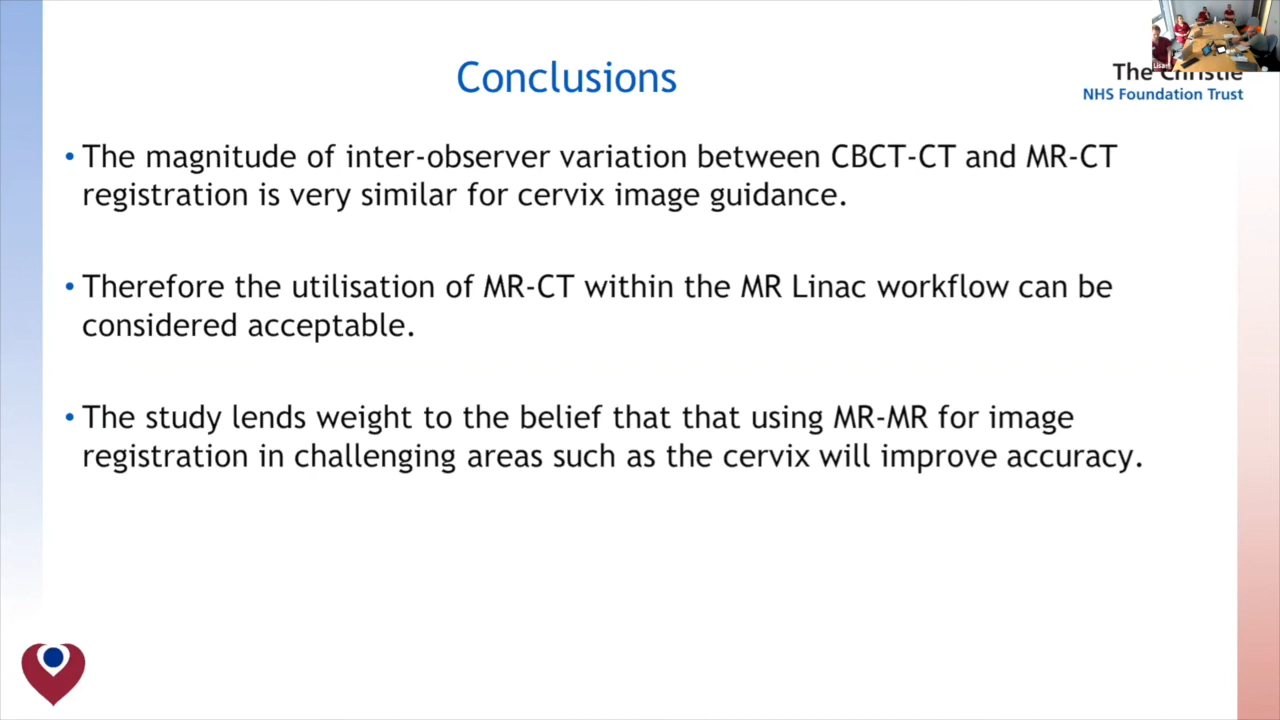 Conclusions
The Christie
NHS Foundation Trust
• The magnitude of inter-observer variation between CBCT-CT and MR-CT
registration is very similar for cervix image guidance.
• Therefore the utilisation of MR-CT within the MR Linac workflow can be
considered acceptable.
• The study lends weight to the belief that that using MR-MR for image
registration in challenging areas such as the cervix will improve accuracy.